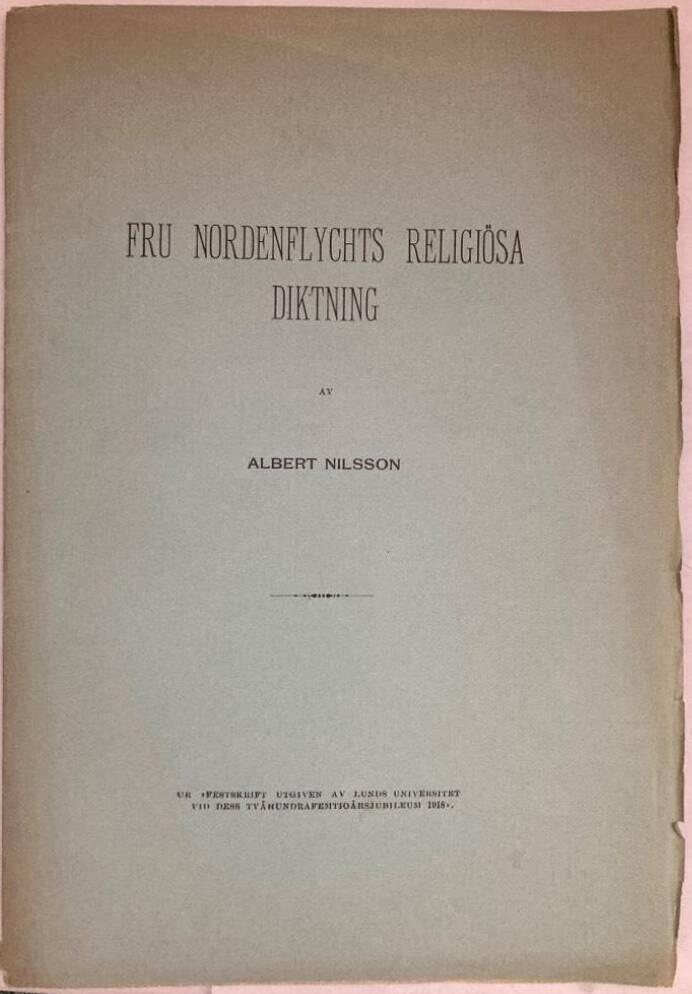 FRU NORDENFLYCHTS RELIGIÖSA
DIKTNING
AV
ALBERT NILSSON
UR »FESTSKRIFT UTGIVEN AV LUNDS UNIVERSITET
VID DESS TVÅHUNDRAFEMTIOÅRSJUBILEUM 1918».